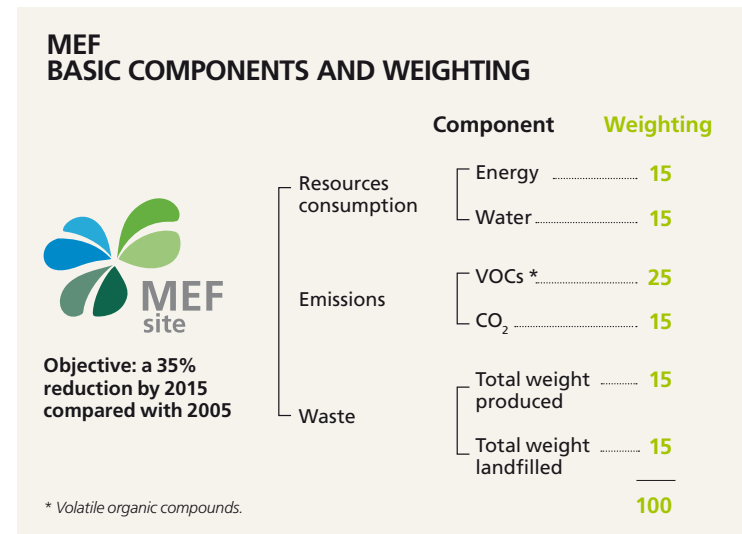 MEF
BASIC COMPONENTS AND WEIGHTING
Component Weighting
Resources
consumption
Energy 15
Water 15
Emissions
VOCs * 25
CO₂ 15
Waste
Total weight
produced 15
Total weight
landfilled 15
100
MEF
site
Objective: a 35%
reduction by 2015
compared with 2005
* Volatile organic compounds.